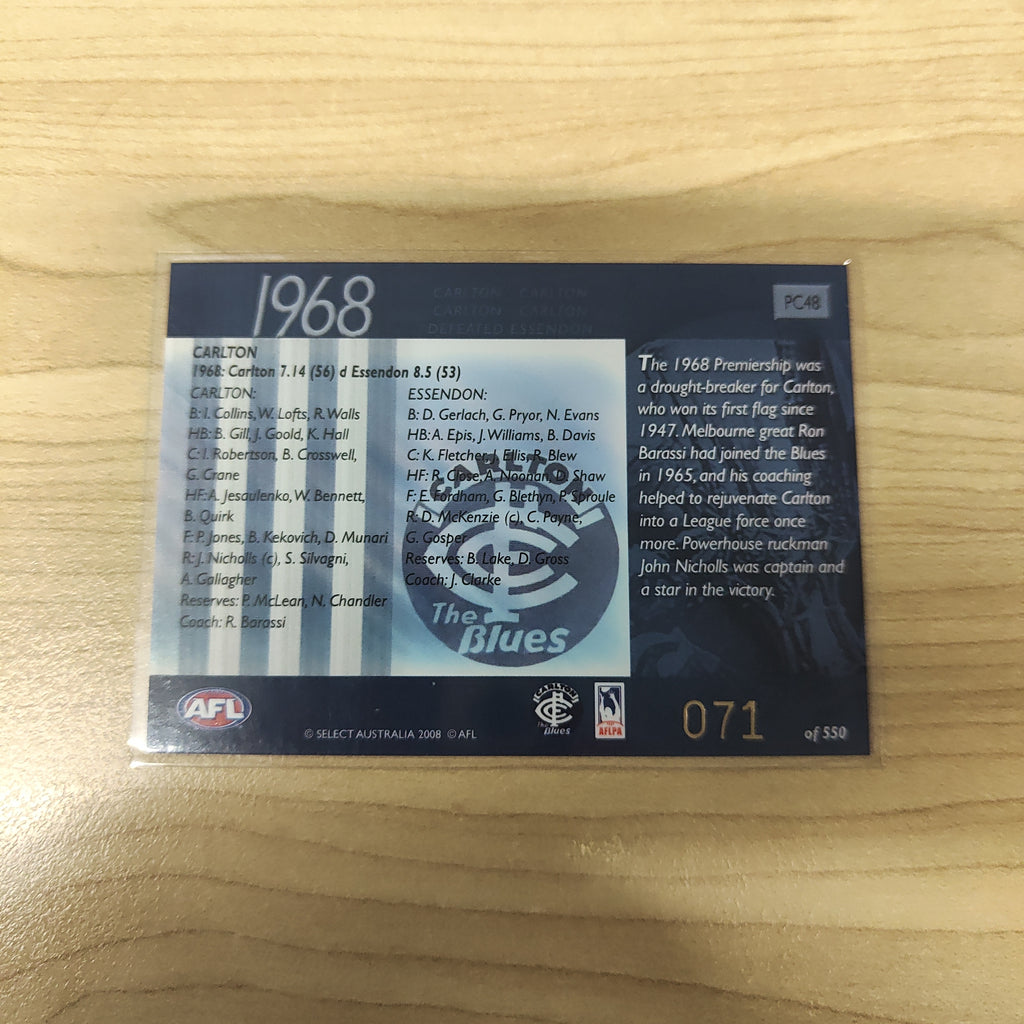 1968
CARLTON CARLTON
CARLTON CARLTON
DEFEATED ESSENDON
PC48
CARLTON
1968: Carlton 7.14 (56) d Essendon 8.5 (53)
CARLTON:
B: I. Collins, W. Lofts, R. Walls
HB: B. Gill, J. Goold, K. Hall
C: I. Robertson, B. Crosswell,
G. Crane
HF: A. Jesaulenko, W. Bennett,
B. Quirk
F: P. Jones, B. Kekovich, D. Munari
R: J. Nicholls (c), S. Silvagni,
A. Gallagher
Reserves: P. McLean, N. Chandler
Coach: R. Barassi
ESSENDON:
B: D. Gerlach, G. Pryor, N. Evans
HB: A. Epis, J. Williams, B. Davis
C: K. Fletcher, J. Ellis, R. Blew
HF: R. Close, A. Noonan, D. Shaw
F: E. Fordham, G. Blethyn, P. Sproule
R: D. McKenzie (c), C. Payne,
G. Gosper
Reserves: B. Lake, D. Gross
Coach: J. Clarke
CARLTON
CFC
The
Blues
The 1968 Premiership was
a drought-breaker for Carlton,
who won its first flag since
1947. Melbourne great Ron
Barassi had joined the Blues
in 1965, and his coaching
helped to rejuvenate Carlton
into a League force once
more. Powerhouse ruckman
John Nicholls was captain and
a star in the victory.
AFL
© SELECT AUSTRALIA 2008 © AFL
CARLTON
CFC
the
Blues
AFLPA
071
of 550